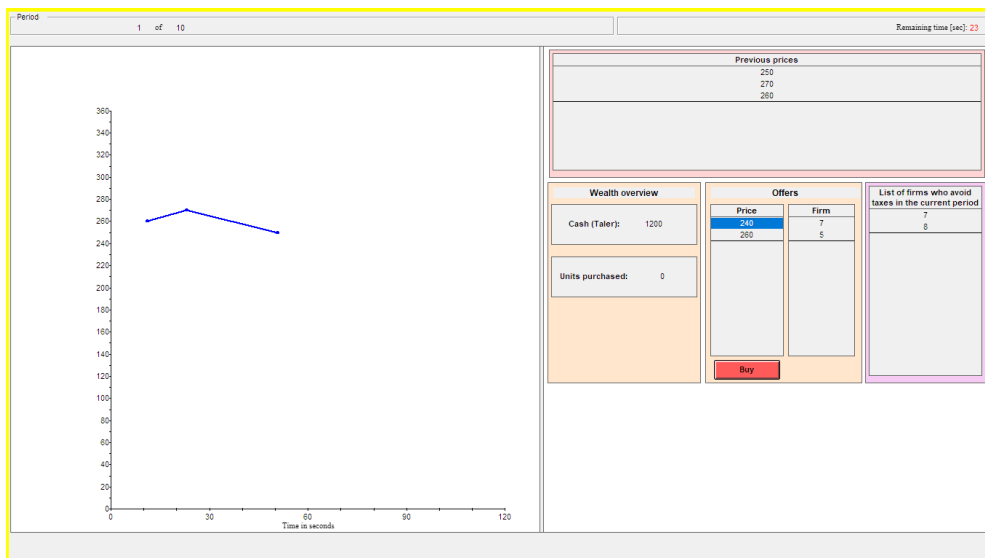 Period
1 of 10
Remaining time [sec]: 23
360
340
320
300
280
260
240
220
200
180
160
140
120
100
80
60
40
20
0
0 30 60 90 120
Time in seconds
Previous prices
250
270
260
Wealth overview
Cash (Taler): 1200
Units purchased: 0
Offers
Price Firm
240 7
260 5
Buy
List of firms who avoid
taxes in the current period
7
8